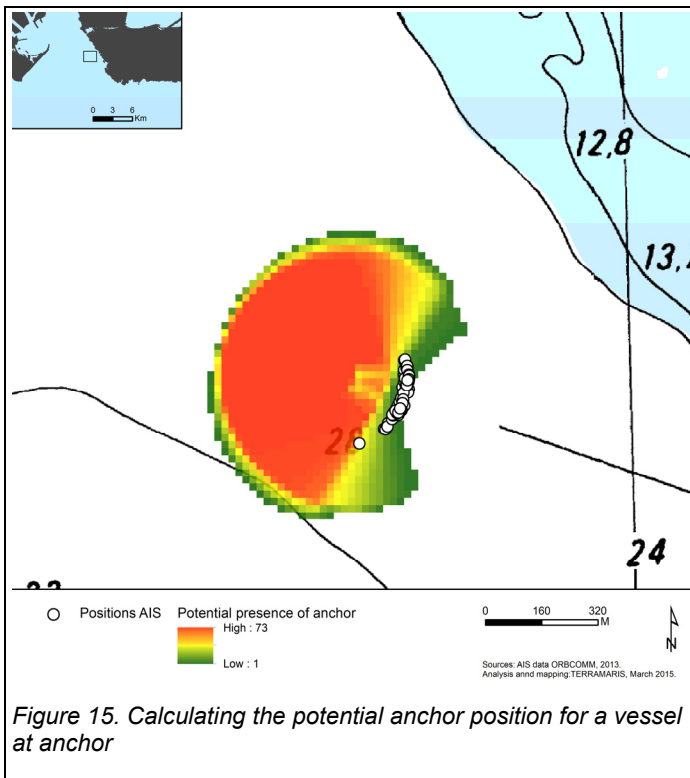 0 3 6
Km
12,8
13,
28
24
Positions AIS
Potential presence of anchor
High : 73
Low : 1
0 160 320
M
N
Sources: AIS data ORBCOMM, 2013.
Analysis annd mapping:TERRAMARIS, March 2015.
Figure 15. Calculating the potential anchor position for a vessel
at anchor